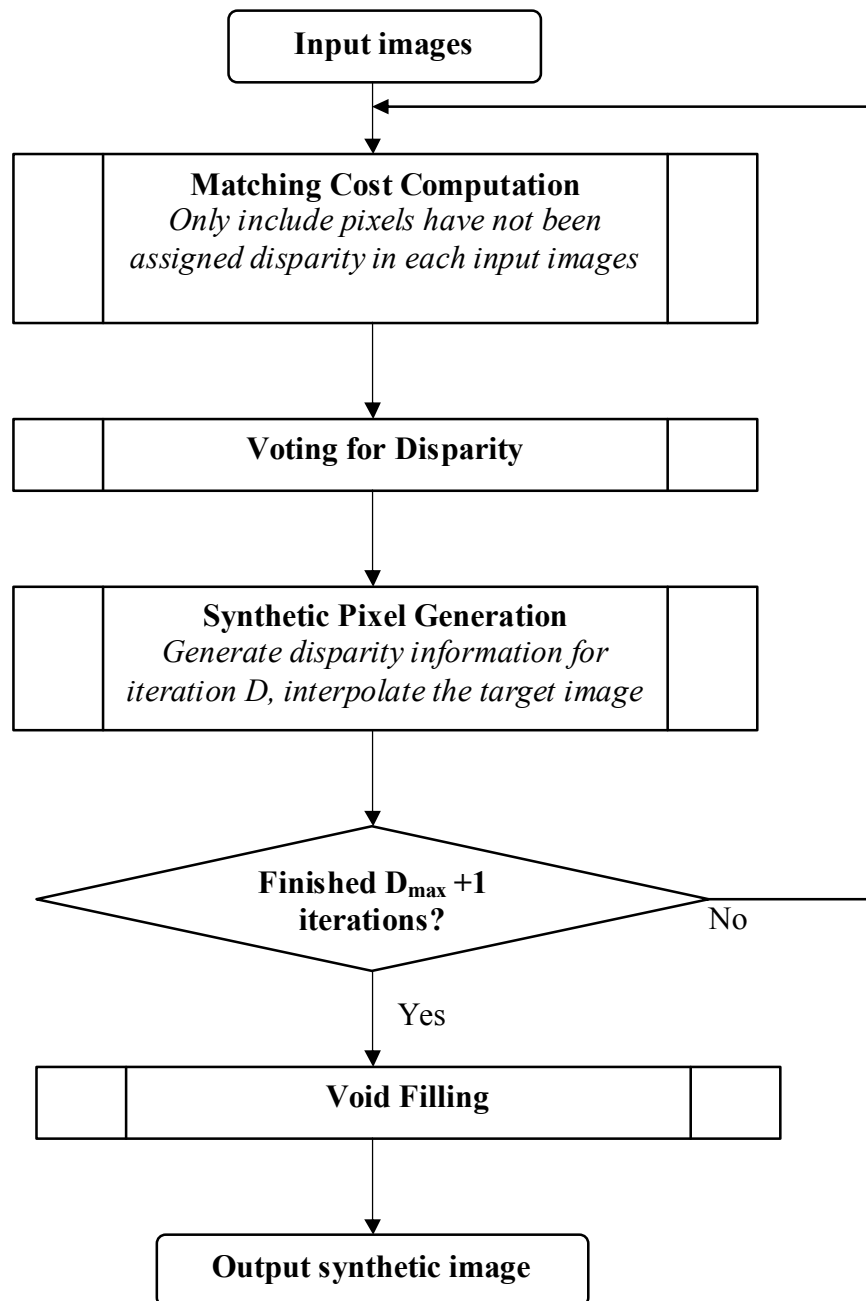 Input images
Matching Cost Computation
Only include pixels have not been
assigned disparity in each input images
Voting for Disparity
Synthetic Pixel Generation
Generate disparity information for
iteration D, interpolate the target image
Finished Dmax +1
iterations?
No
Yes
Void Filling
Output synthetic image